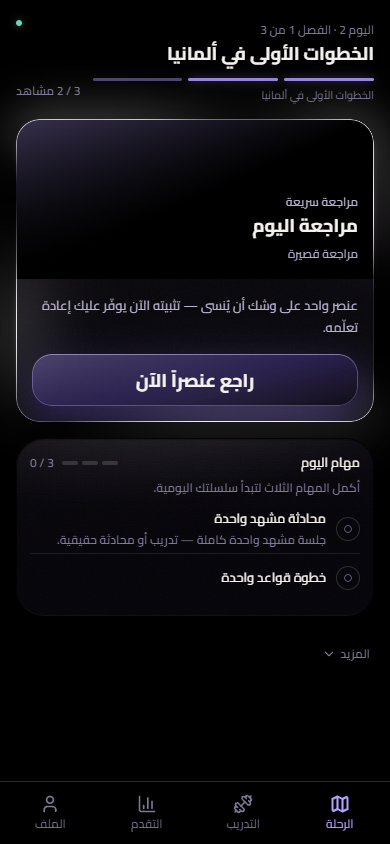 اليوم 2 · الفصل 1 من 3
الخطوات الأولى في ألمانيا
2 / 3 مشاهد
الخطوات الأولى في ألمانيا
مراجعة سريعة
مراجعة اليوم
مراجعة قصيرة
عنصر واحد على وشك أن يُنسى — تثبيته الآن يوفّر عليك إعادة
تعلّمه.
راجع عنصراً الآن
مهام اليوم
0 / 3
أكمل المهام الثلاث لتبدأ سلسلتك اليومية.
محادثة مشهد واحدة
جلسة مشهد واحدة كاملة — تدريب أو محادثة حقيقية.
خطوة قواعد واحدة
المزيد
الرحلة
التدريب
التقدم
الملف